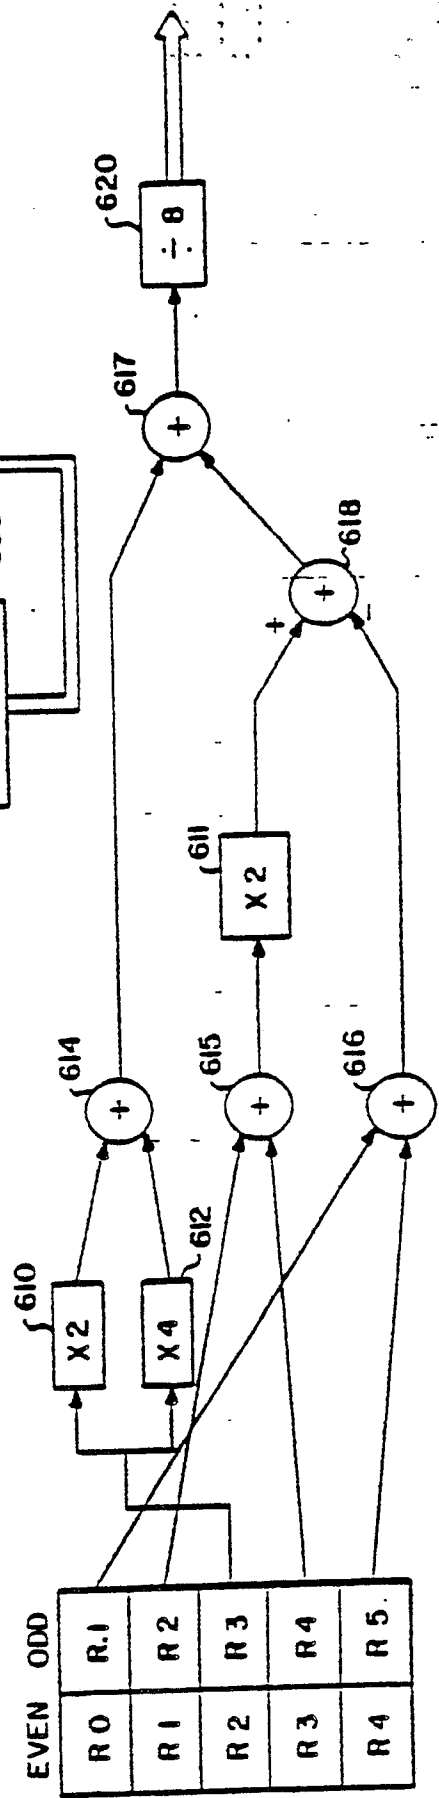 EVEN ODD
R0 R.1
R1 R2
R2 R3
R3 R4
R4 R5.
610
X2
X4
612
614
+
615
+
616
+
611
X2
+
-
+
618
617
+
620
÷ 8